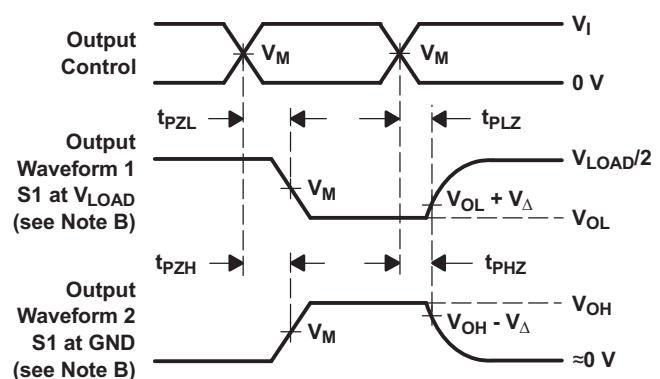 Output
Control
V_I
V_M
V_M
0 V
t_PZL
t_PLZ
Output
Waveform 1
S1 at V_LOAD
(see Note B)
V_LOAD/2
V_M
V_OL + V_Δ
V_OL
t_PZH
t_PHZ
Output
Waveform 2
S1 at GND
(see Note B)
V_OH
V_M
V_OH - V_Δ
≈0 V